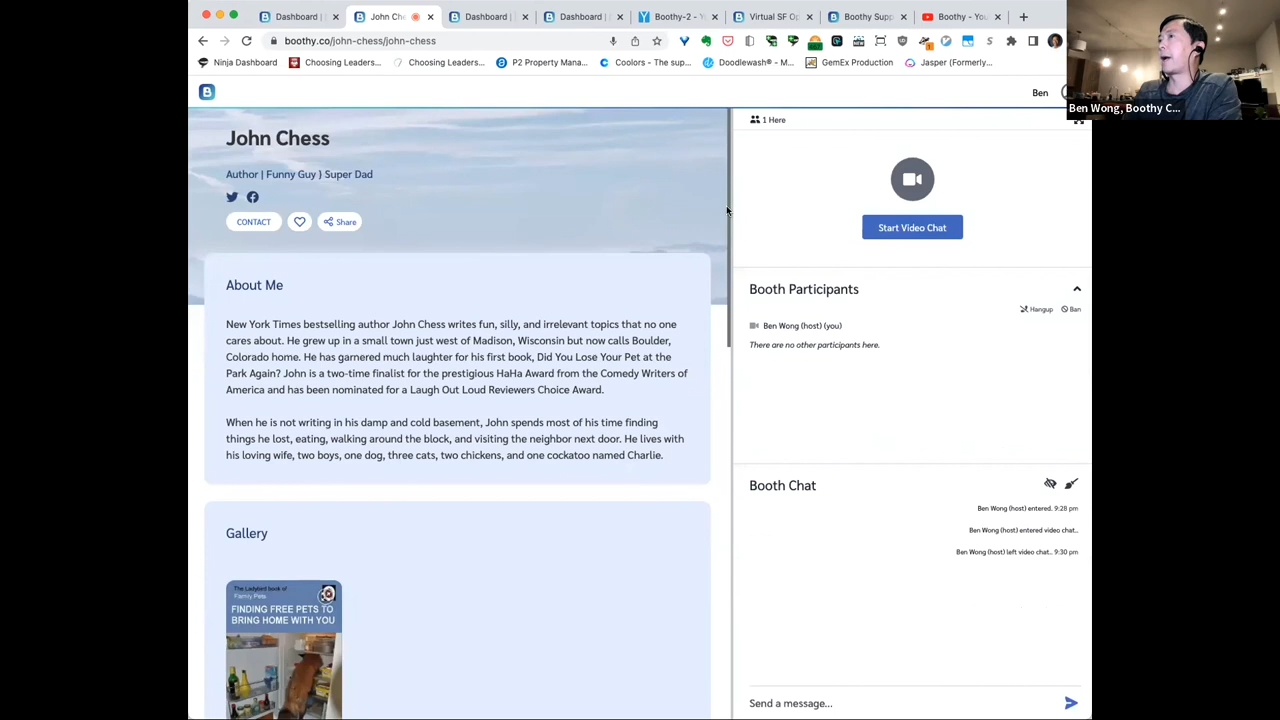 Dashboard |
John Che
Dashboard |
Dashboard |
Boothy-2 - Y
Virtual SF Op
Boothy Supp
Boothy - You
boothy.co/john-chess/john-chess
Ninja Dashboard
Choosing Leaders...
Choosing Leaders...
P2 Property Mana...
Coolors - The sup...
Doodlewash® - M...
GemEx Production
Jasper (Formerly...
Ben
Ben Wong, Boothy C...
John Chess
Author | Funny Guy } Super Dad
CONTACT
Share
About Me
New York Times bestselling author John Chess writes fun, silly, and irrelevant topics that no one
cares about. He grew up in a small town just west of Madison, Wisconsin but now calls Boulder,
Colorado home. He has garnered much laughter for his first book, Did You Lose Your Pet at the
Park Again? John is a two-time finalist for the prestigious HaHa Award from the Comedy Writers of
America and has been nominated for a Laugh Out Loud Reviewers Choice Award.
When he is not writing in his damp and cold basement, John spends most of his time finding
things he lost, eating, walking around the block, and visiting the neighbor next door. He lives with
his loving wife, two boys, one dog, three cats, two chickens, and one cockatoo named Charlie.
Gallery
The Ladybird book of
Family Pets
FINDING FREE PETS TO
BRING HOME WITH YOU
1 Here
Start Video Chat
Booth Participants
Hangup
Ban
Ben Wong (host) (you)
There are no other participants here.
Booth Chat
Ben Wong (host) entered. 9:28 pm
Ben Wong (host) entered video chat..
Ben Wong (host) left video chat.. 9:30 pm
Send a message...